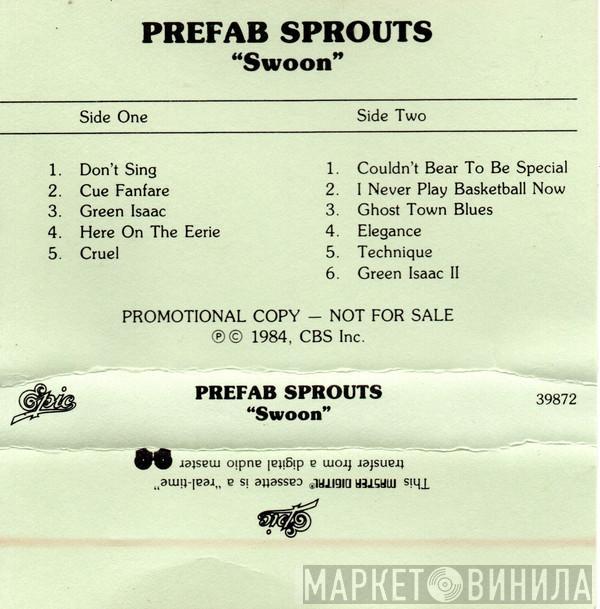 PREFAB SPROUTS
“Swoon”
Side One
1. Don't Sing
2. Cue Fanfare
3. Green Isaac
4. Here On The Eerie
5. Cruel
Side Two
1. Couldn't Bear To Be Special
2. I Never Play Basketball Now
3. Ghost Town Blues
4. Elegance
5. Technique
6. Green Isaac II
PROMOTIONAL COPY — NOT FOR SALE
℗© 1984, CBS Inc.
Epic
PREFAB SPROUTS
“Swoon”
39872
This MASTER DIGITAL® cassette is a “real-time”
transfer from a digital audio master
Epic
МАРКЕТ ВИНИЛА